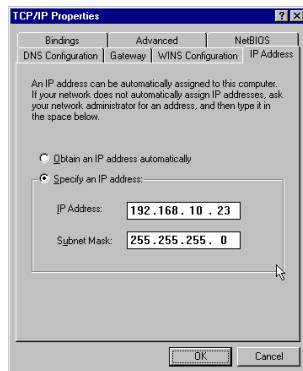 TCP/IP Properties
Bindings Advanced NetBIOS
DNS Configuration Gateway WINS Configuration IP Address
An IP address can be automatically assigned to this computer.
If your network does not automatically assign IP addresses, ask
your network administrator for an address, and then type it in
the space below.
Obtain an IP address automatically
Specify an IP address:
IP Address: 192.168.10.23
Subnet Mask: 255.255.255.0
OK Cancel